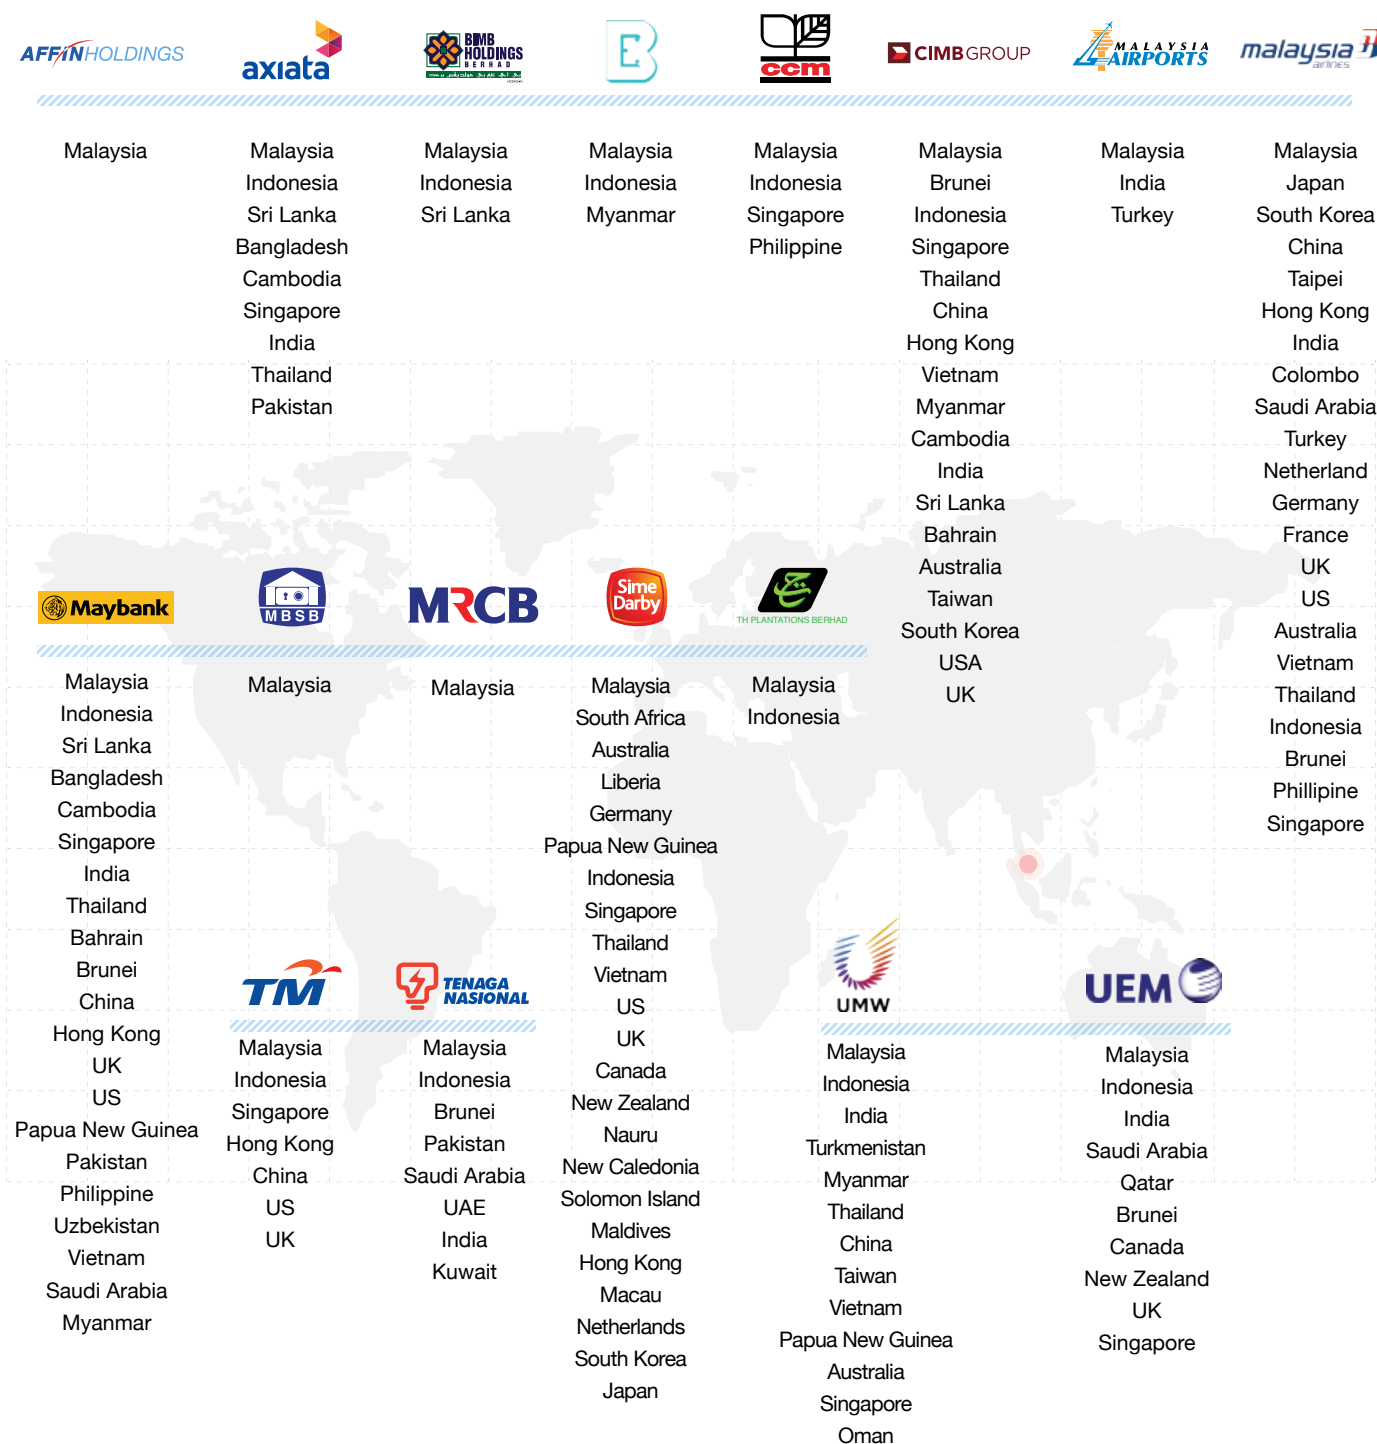 AFFIN HOLDINGS
Malaysia
axiata
Malaysia
Indonesia
Sri Lanka
Bangladesh
Cambodia
Singapore
India
Thailand
Pakistan
BIMB
HOLDINGS
BERHAD
Malaysia
Indonesia
Sri Lanka
EB
Malaysia
Indonesia
Myanmar
ccm
Malaysia
Indonesia
Singapore
Philippine
CIMB GROUP
Malaysia
Brunei
Indonesia
Singapore
Thailand
China
Hong Kong
Vietnam
Myanmar
Cambodia
India
Sri Lanka
Bahrain
Australia
Taiwan
South Korea
USA
UK
MALAYSIA
AIRPORTS
Malaysia
India
Turkey
malaysia
airlines
Malaysia
Japan
South Korea
China
Taipei
Hong Kong
India
Colombo
Saudi Arabia
Turkey
Netherland
Germany
France
UK
US
Australia
Vietnam
Thailand
Indonesia
Brunei
Phillipine
Singapore
Maybank
Malaysia
Indonesia
Sri Lanka
Bangladesh
Cambodia
Singapore
India
Thailand
Bahrain
Brunei
China
Hong Kong
UK
US
Papua New Guinea
Pakistan
Philippine
Uzbekistan
Vietnam
Saudi Arabia
Myanmar
MBSB
Malaysia
MRCB
Malaysia
Sime
Darby
Malaysia
South Africa
Australia
Liberia
Germany
Papua New Guinea
Indonesia
Singapore
Thailand
Vietnam
US
UK
Canada
New Zealand
Nauru
New Caledonia
Solomon Island
Maldives
Hong Kong
Macau
Netherlands
South Korea
Japan
TH PLANTATIONS BERHAD
Malaysia
Indonesia
TM
Malaysia
Indonesia
Singapore
Hong Kong
China
US
UK
TENAGA
NASIONAL
Malaysia
Indonesia
Brunei
Pakistan
Saudi Arabia
UAE
India
Kuwait
UMW
Malaysia
Indonesia
India
Turkmenistan
Myanmar
Thailand
China
Taiwan
Vietnam
Papua New Guinea
Australia
Singapore
Oman
UEM
Malaysia
Indonesia
India
Saudi Arabia
Qatar
Brunei
Canada
New Zealand
UK
Singapore